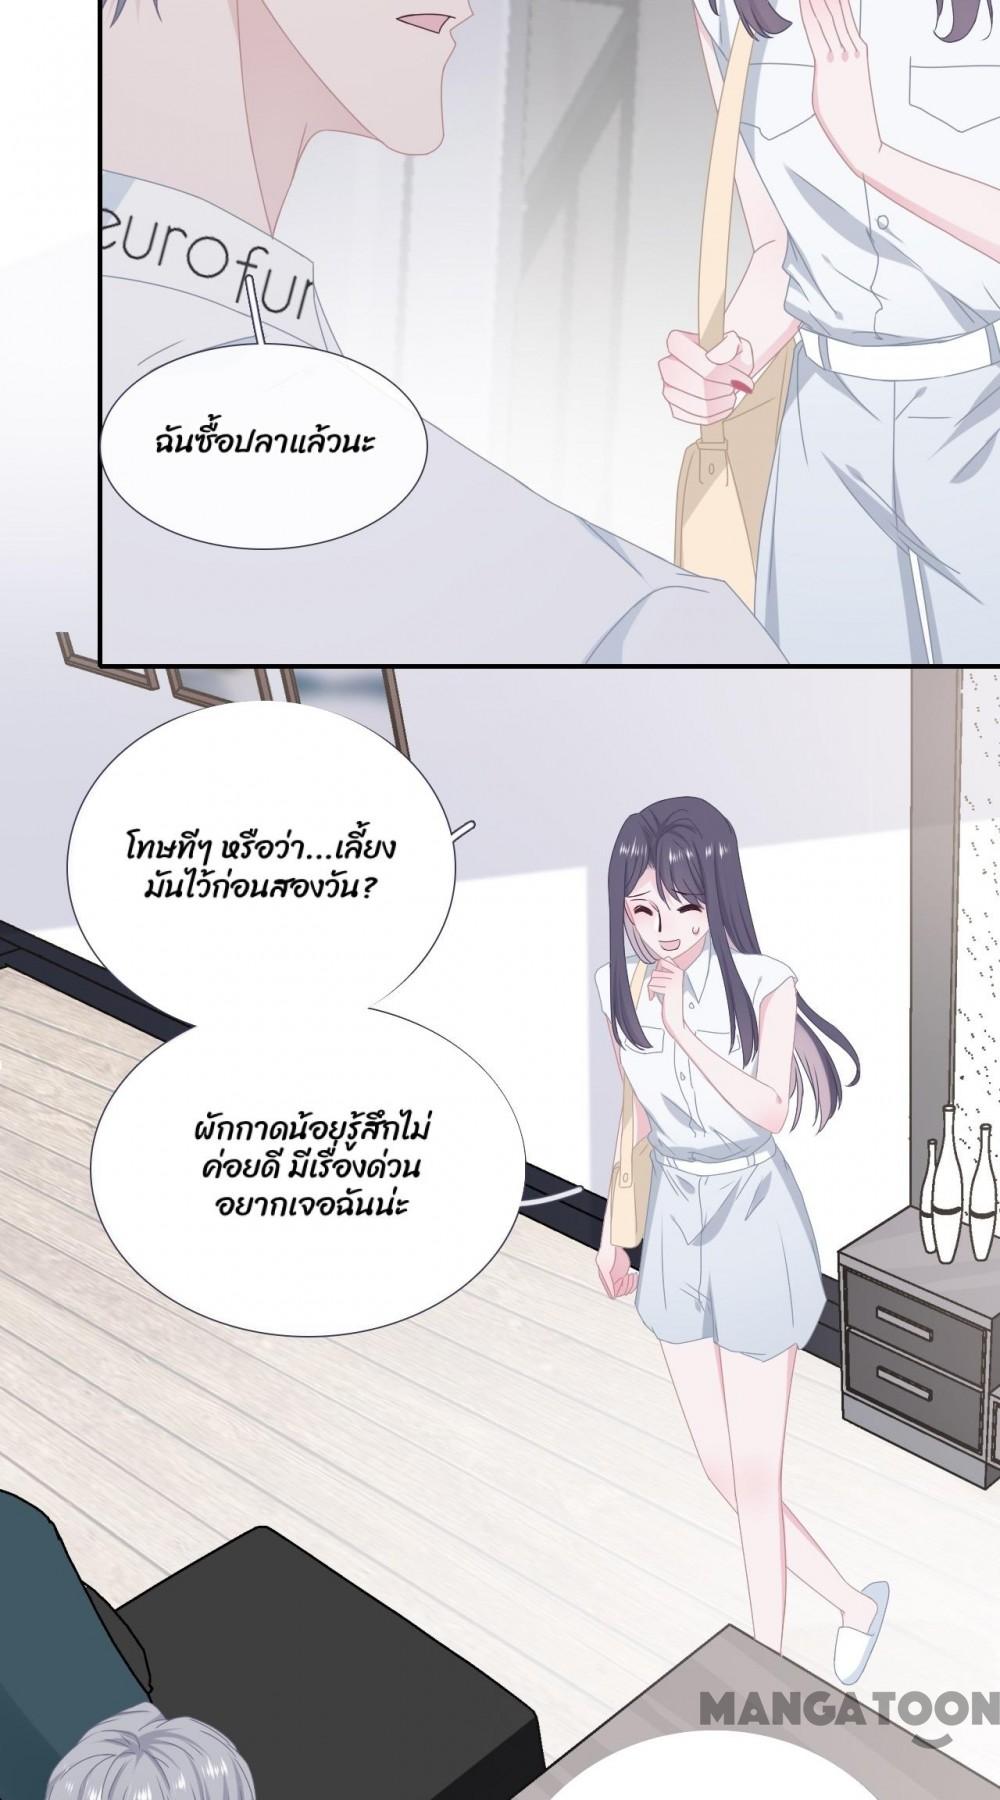 eurofur
ฉันซื้อปลาแล้วนะ
โทษทีๆ หรือว่า...เลี้ยง
มันไว้ก่อนสองวัน?
ผักกาดน้อยรู้สึกไม่
ค่อยดี มีเรื่องด่วน
อยากเจอฉันน่ะ
MANGATOON